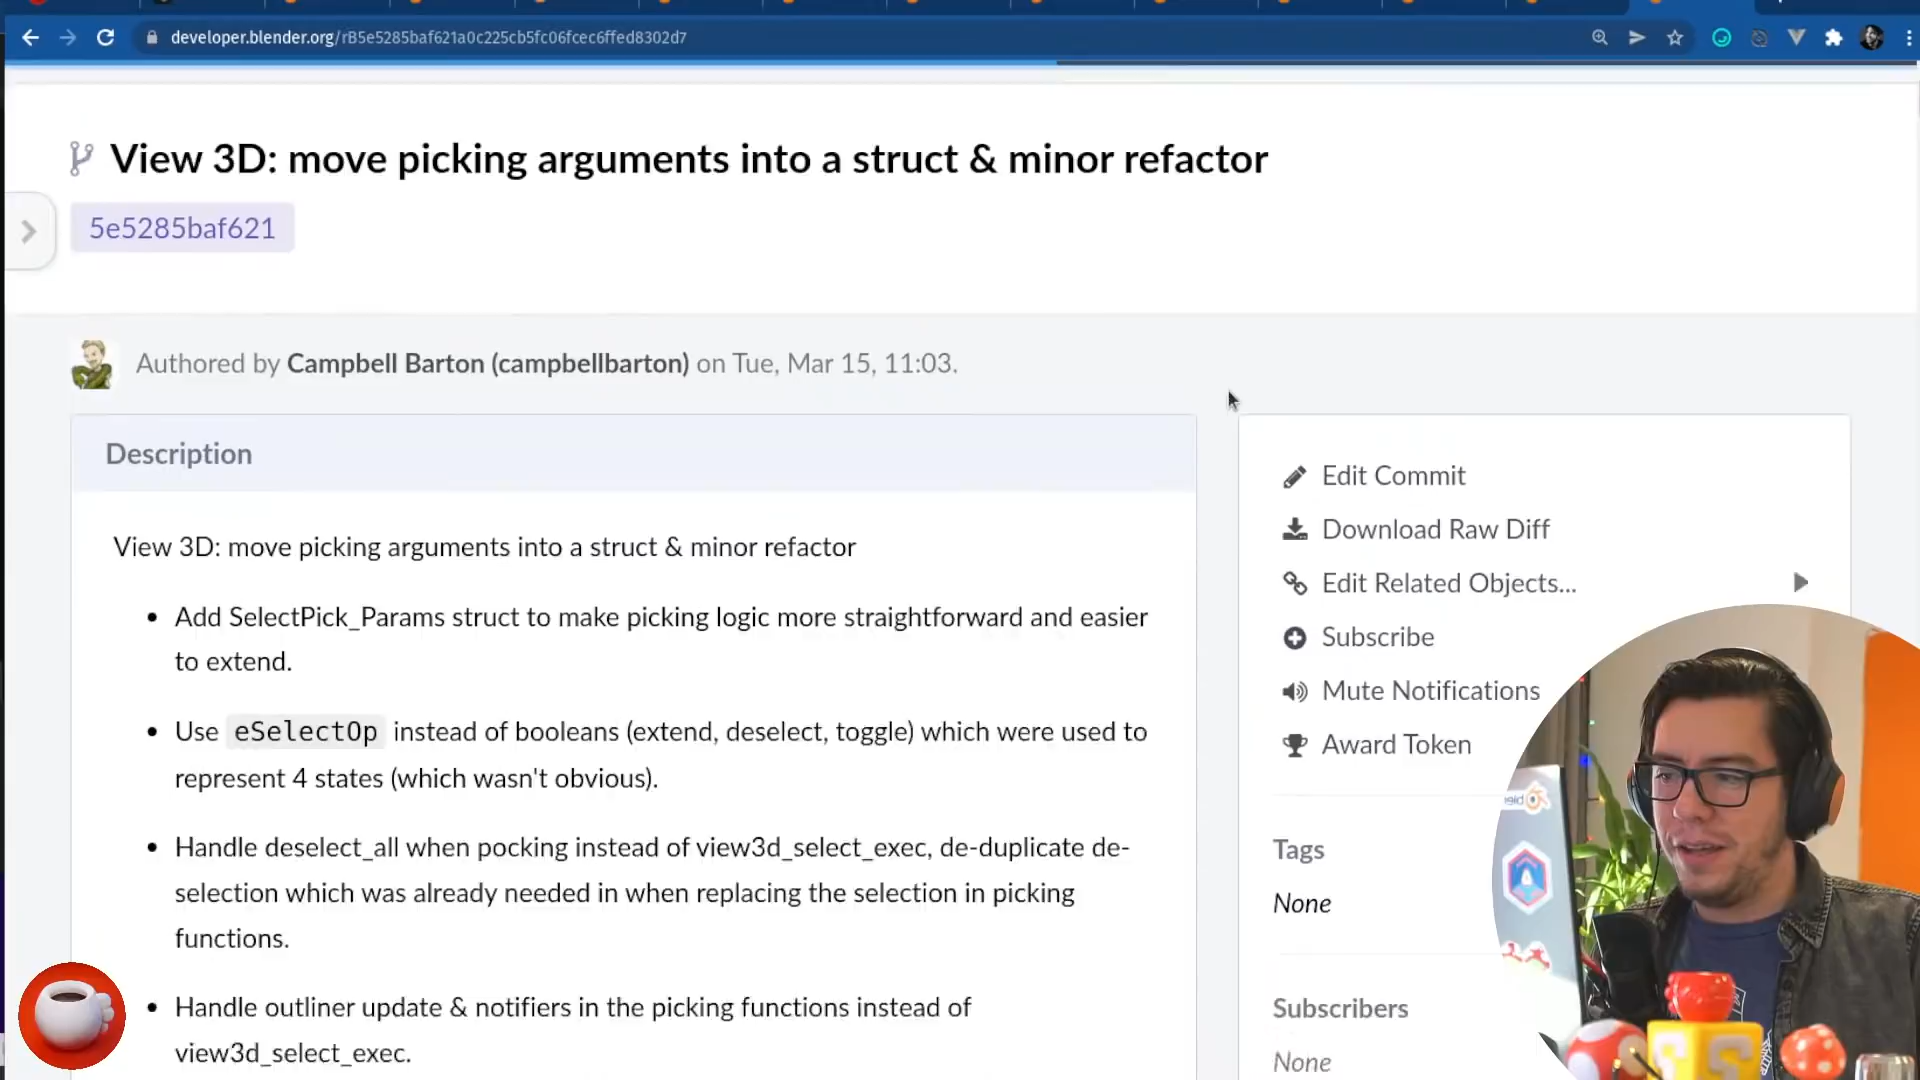 developer.blender.org/rB5e5285baf621a0c225cb5fc06fcec6ffed8302d7
View 3D: move picking arguments into a struct & minor refactor
5e5285baf621
Authored by Campbell Barton (campbellbarton) on Tue, Mar 15, 11:03.
Description
View 3D: move picking arguments into a struct & minor refactor
• Add SelectPick_Params struct to make picking logic more straightforward and easier
to extend.
• Use eSelectOp instead of booleans (extend, deselect, toggle) which were used to
represent 4 states (which wasn't obvious).
• Handle deselect_all when pocking instead of view3d_select_exec, de-duplicate de-
selection which was already needed in when replacing the selection in picking
functions.
• Handle outliner update & notifiers in the picking functions instead of
view3d_select_exec.
Edit Commit
Download Raw Diff
Edit Related Objects...
Subscribe
Mute Notifications
Award Token
Tags
None
Subscribers
None